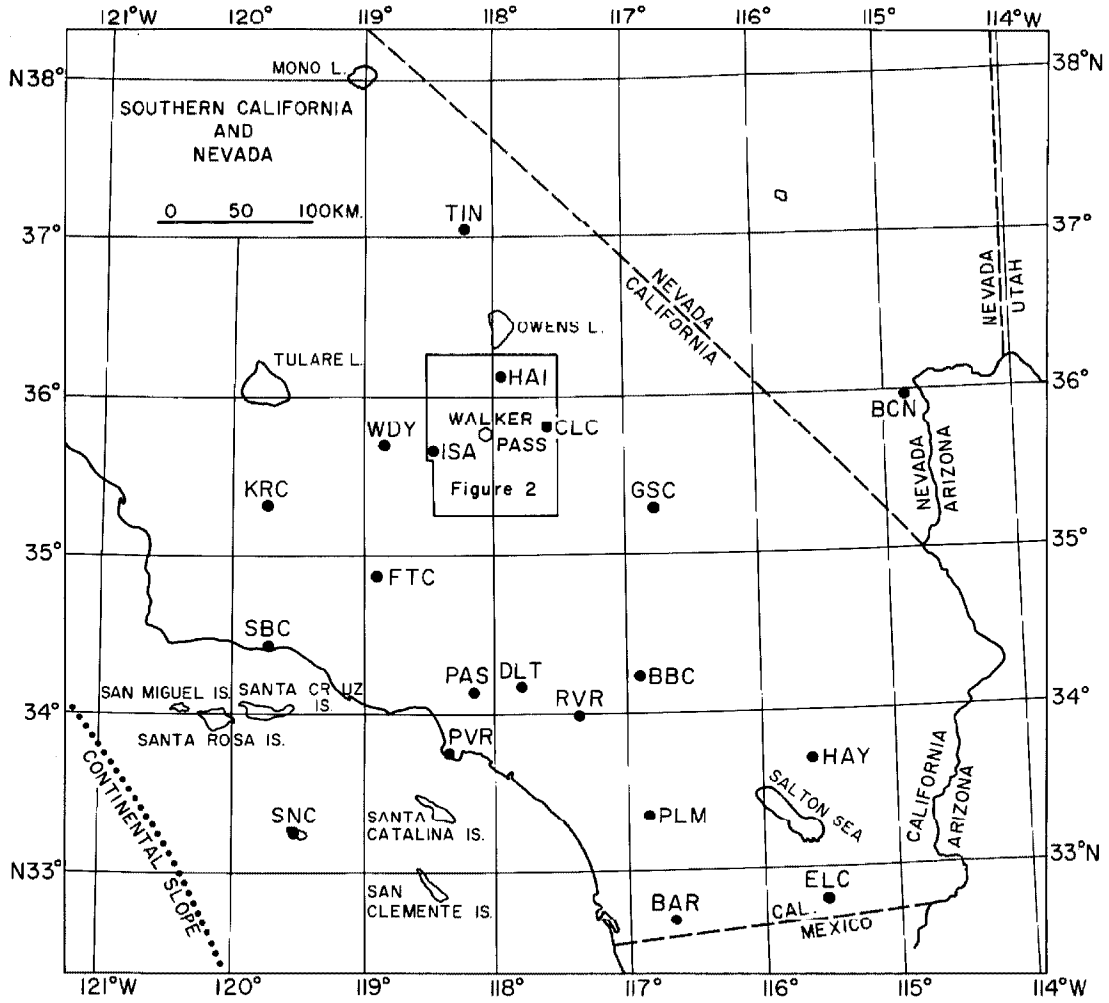 121°W 120° 119° 118° 117° 116° 115° 114°W
N38°
38°N
MONO L.
SOUTHERN CALIFORNIA
AND
NEVADA
0 50 100KM.
TIN
37°
37°
NEVADA
CALIFORNIA
NEVADA
UTAH
OWENS L.
TULARE L.
HAI
36°
36°
BCN
WALKER
PASS
CLC
WDY
ISA
NEVADA
ARIZONA
KRC
Figure 2
GSC
35°
35°
FTC
SBC
PAS
DLT
BBC
SAN MIGUEL IS.
SANTA CRUZ
IS.
RVR
34°
34°
SANTA ROSA IS.
PVR
HAY
CONTINENTAL SLOPE
SALTON SEA
CALIFORNIA
ARIZONA
SNC
SANTA
CATALINA IS.
PLM
N33°
33°N
SAN
CLEMENTE IS.
ELC
BAR
CAL.
MEXICO
121°W 120° 119° 118° 117° 116° 115° 114°W